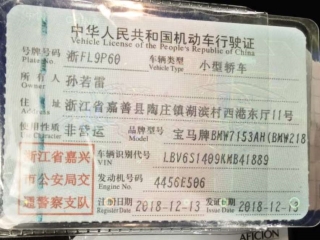 中华人民共和国机动车行驶证
Vehicle License of the People's Republic of China
号牌号码 浙FL9P60 车辆类型 小型轿车
Plate No. Vehicle Type
所有人 孙若雷
Owner
住址 浙江省嘉善县陶庄镇湖滨村西港东厅11号
Address
使用性质 非营运 品牌型号 宝马牌BMW7153AH(BMW218
浙江省嘉兴市公安局交通警察支队
车辆识别代号 LBV6S1409KMB41889
VIN
发动机号码 4456E506
Engine No.
注册日期 2018-12-13 发证日期 2018-12-13
Register Date Issue Date
AFICIÓN